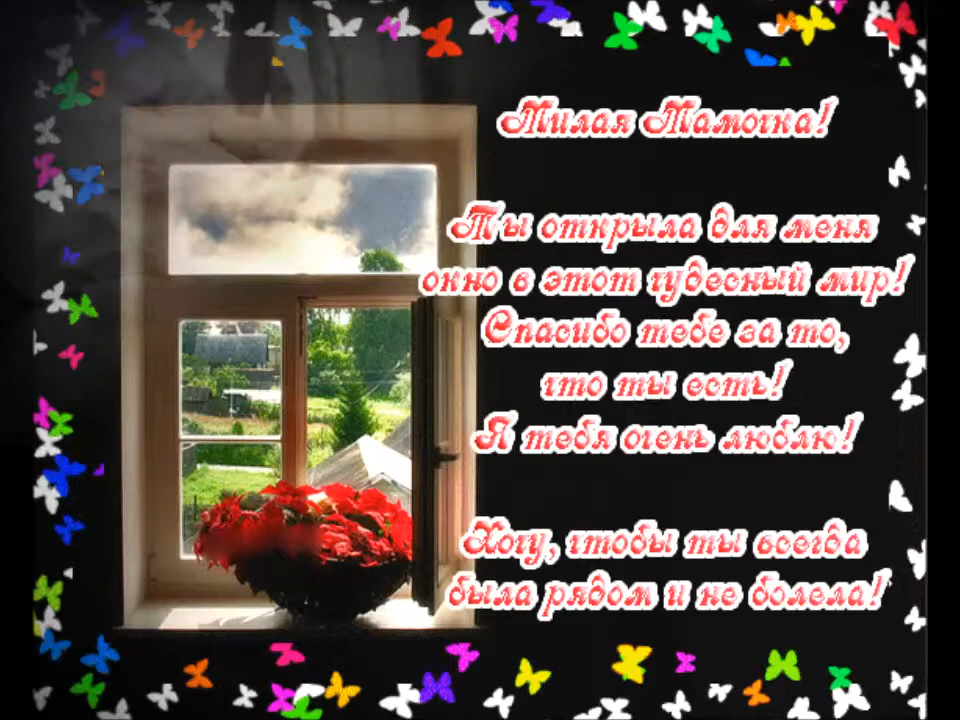 Милая Мамочка!
Ты открыла для меня
окно в этот чудесный мир!
Спасибо тебе за то,
что ты есть!
Я тебя очень люблю!
Хочу, чтобы ты всегда
была рядом и не болела!